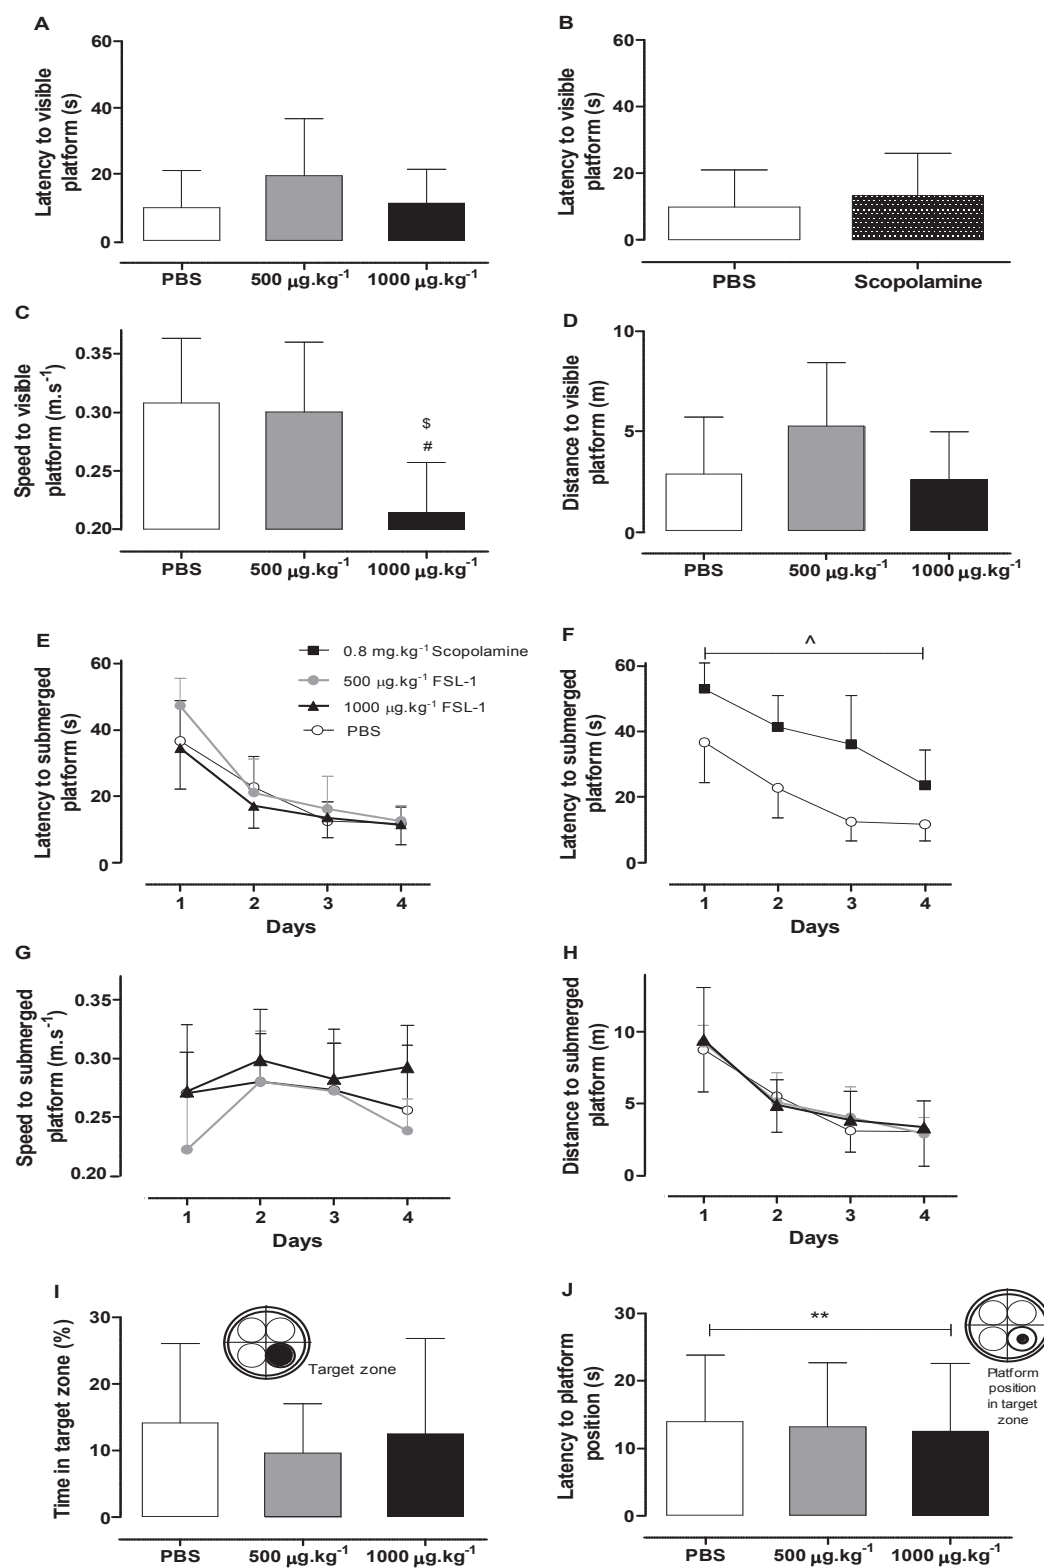 A
Latency to visible
platform (s)
60
40
20
0
PBS
500 µg.kg-1
1000 µg.kg-1
B
Latency to visible
platform (s)
60
40
20
0
PBS
Scopolamine
C
Speed to visible
platform (m.s-1)
0.35
0.30
0.25
0.20
$
#
PBS
500 µg.kg-1
1000 µg.kg-1
D
Distance to visible
platform (m)
10
5
0
PBS
500 µg.kg-1
1000 µg.kg-1
E
Latency to submerged
platform (s)
60
40
20
0
0.8 mg.kg-1 Scopolamine
500 µg.kg-1 FSL-1
1000 µg.kg-1 FSL-1
PBS
1 2 3 4
Days
F
Latency to submerged
platform (s)
60
40
20
0
^
1 2 3 4
Days
G
Speed to submerged
platform (m.s-1)
0.35
0.30
0.25
0.20
1 2 3 4
Days
H
Distance to submerged
platform (m)
10
5
0
1 2 3 4
Days
I
Time in target zone (%)
30
20
10
0
Target zone
PBS
500 µg.kg-1
1000 µg.kg-1
J
Latency to platform
position (s)
30
20
10
0
**
Platform
position
in target
zone
PBS
500 µg.kg-1
1000 µg.kg-1